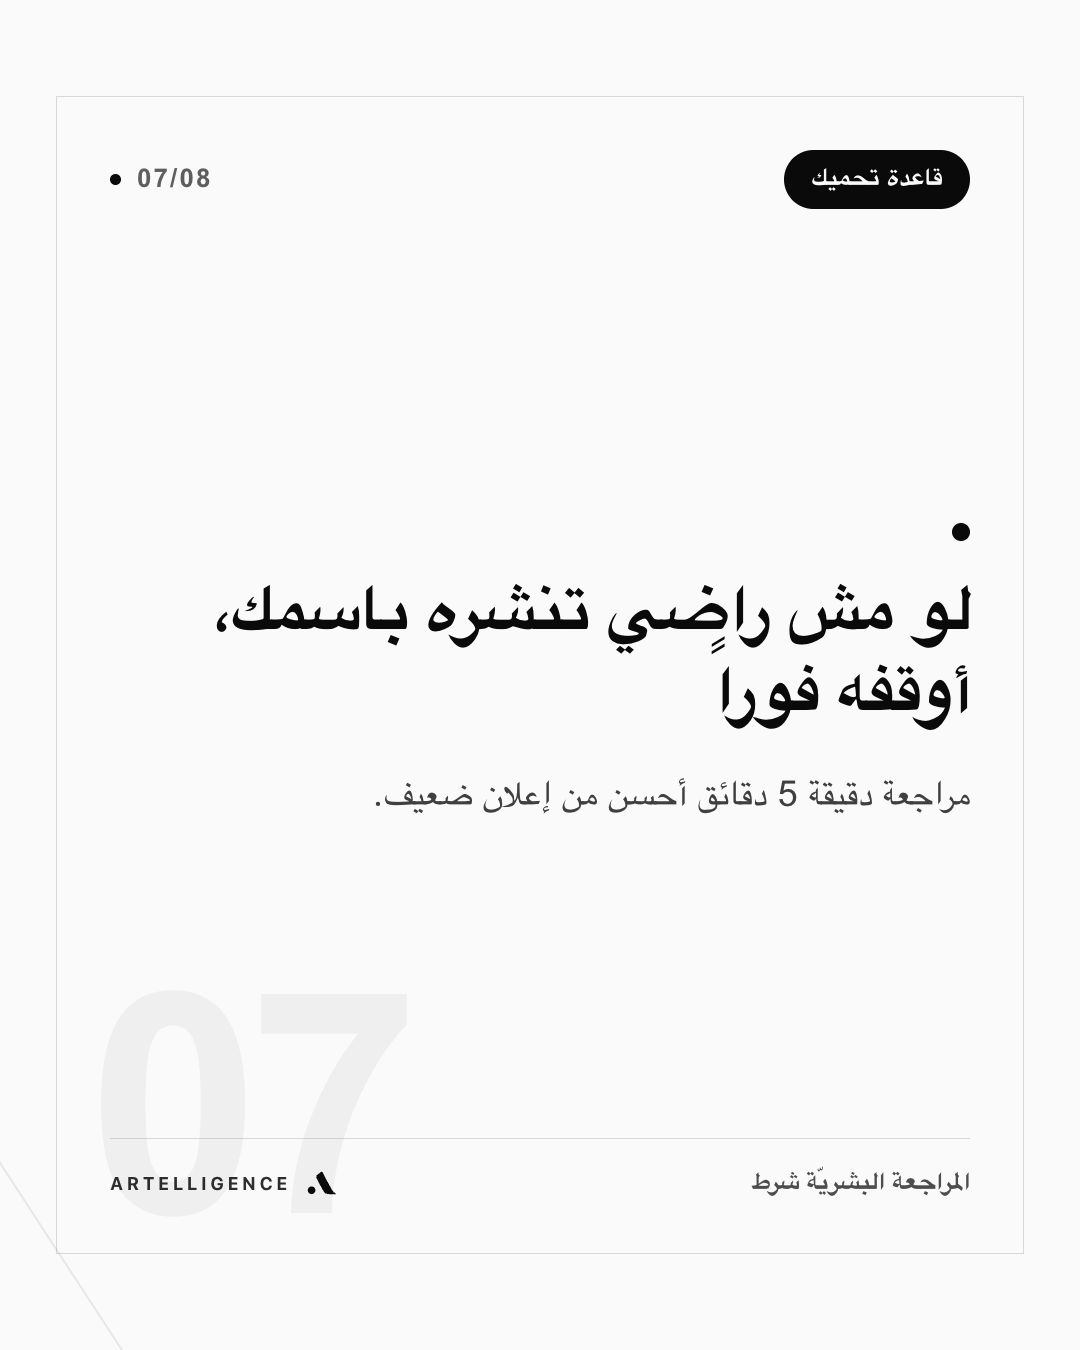 قاعدة تحميك
07/08
لو مش راضٍي تنشره باسمك،
أوقفه فورا
مراجعة دقيقة 5 دقائق أحسن من إعلان ضعيف.
07
المراجعة البشريّة شرط
ARTELLIGENCE